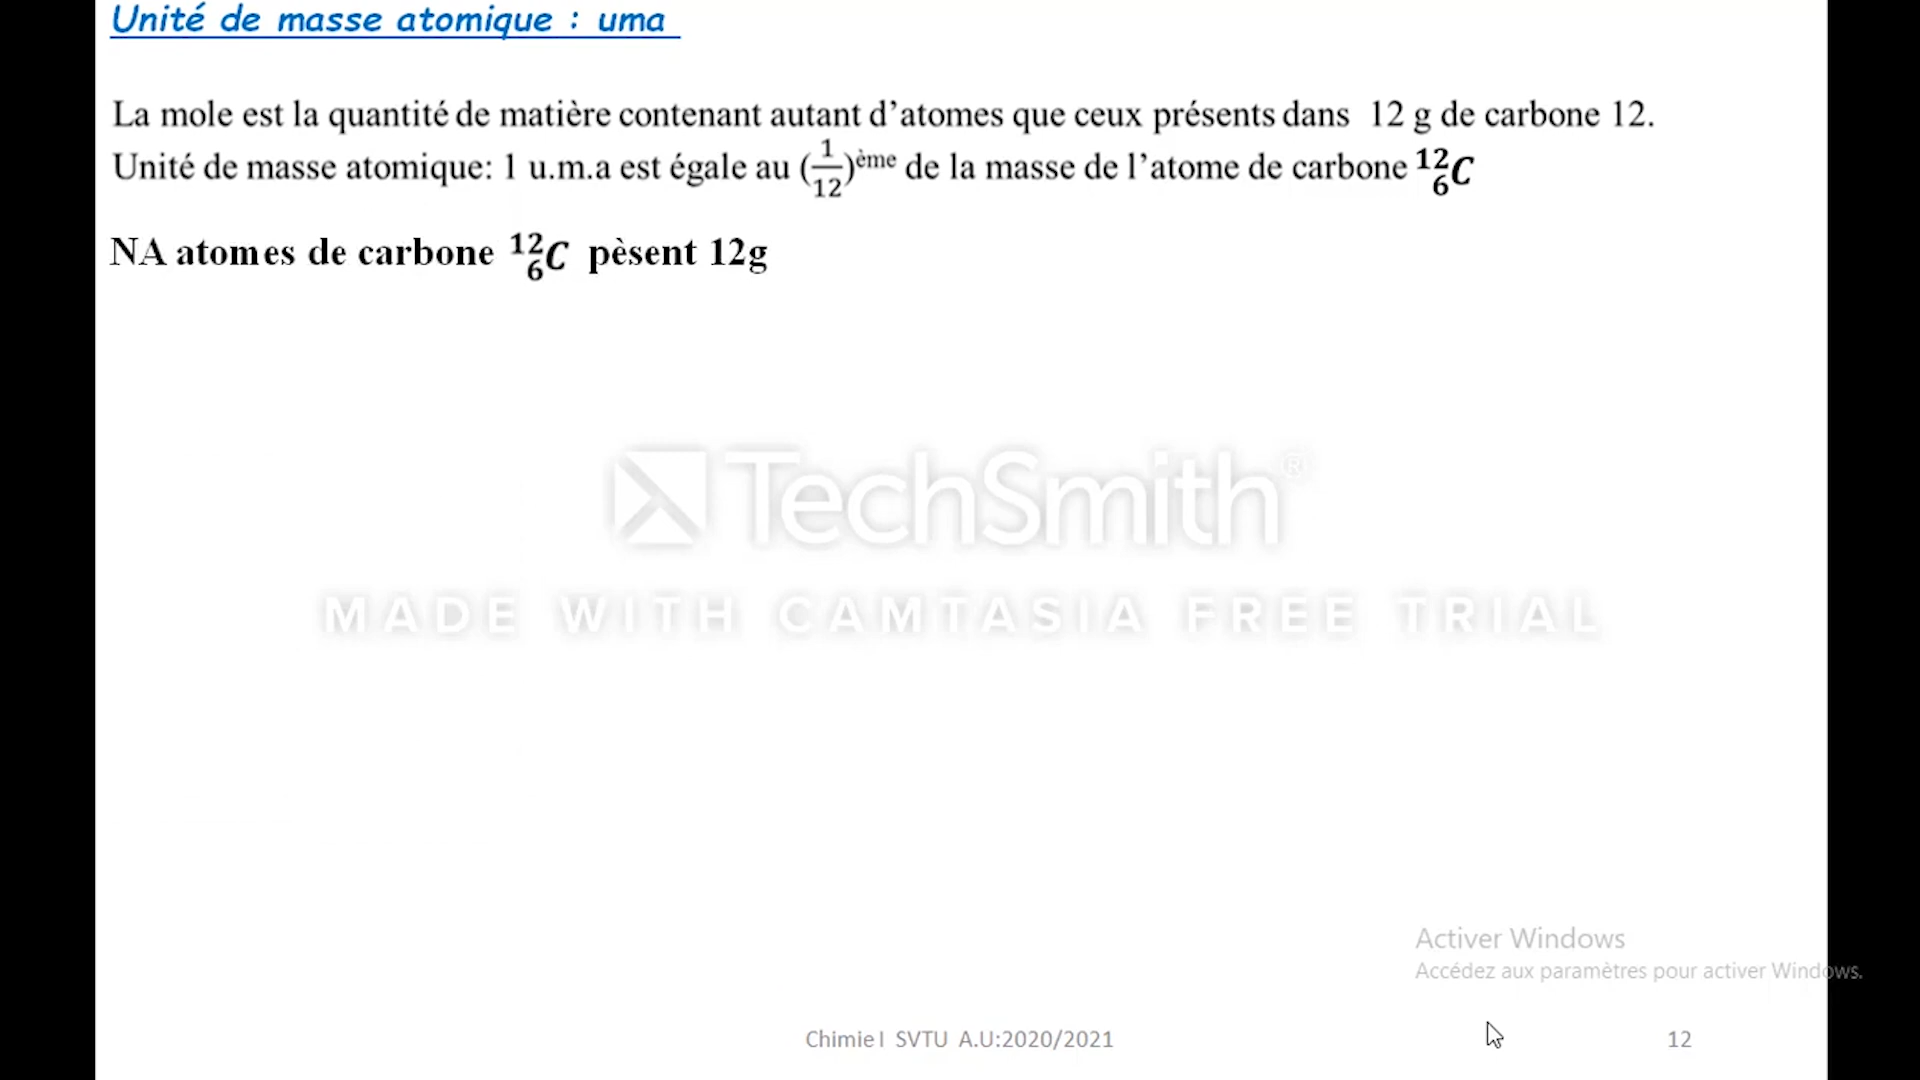 Unité de masse atomique : uma
La mole est la quantité de matière contenant autant d’atomes que ceux présents dans 12 g de carbone 12.
Unité de masse atomique: 1 u.m.a est égale au (1/12)ème de la masse de l’atome de carbone ¹²₆C
NA atomes de carbone ¹²₆C pèsent 12g
TechSmith®
MADE WITH CAMTASIA FREE TRIAL
Activer Windows
Accédez aux paramètres pour activer Windows.
Chimie I SVTU A.U:2020/2021
12